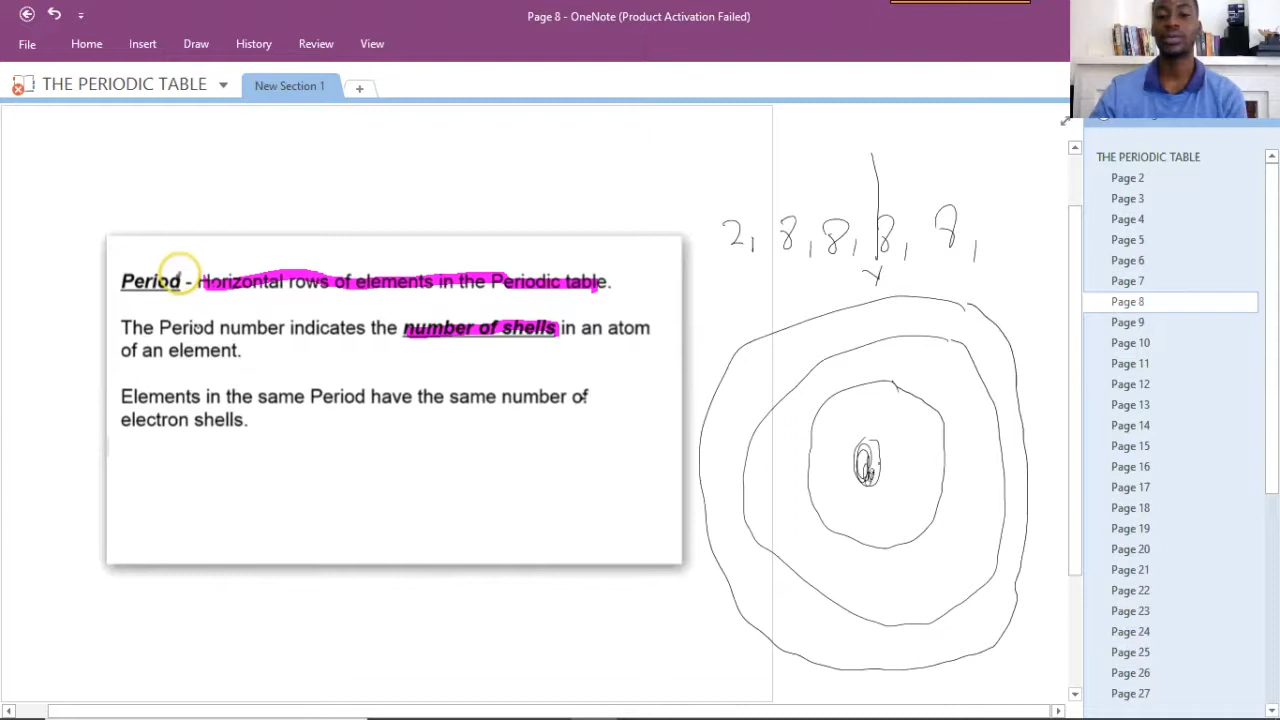 Page 8 - OneNote (Product Activation Failed)
File Home Insert Draw History Review View
THE PERIODIC TABLE New Section 1 +
THE PERIODIC TABLE
Page 2
Page 3
Page 4
Page 5
Page 6
Page 7
Page 8
Page 9
Page 10
Page 11
Page 12
Page 13
Page 14
Page 15
Page 16
Page 17
Page 18
Page 19
Page 20
Page 21
Page 22
Page 23
Page 24
Page 25
Page 26
Page 27
2, 8, 8, 8, 8,
Period - Horizontal rows of elements in the Periodic table.
The Period number indicates the number of shells in an atom
of an element.
Elements in the same Period have the same number of
electron shells.